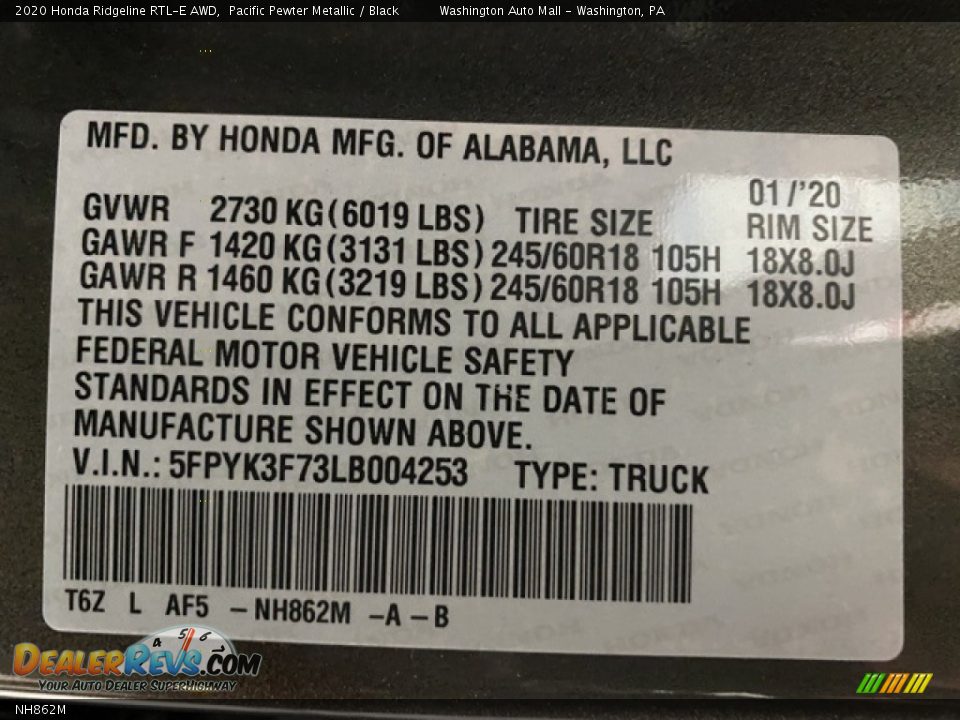 2020 Honda Ridgeline RTL-E AWD, Pacific Pewter Metallic / Black Washington Auto Mall - Washington, PA
MFD. BY HONDA MFG. OF ALABAMA, LLC
01/'20
GVWR 2730 KG(6019 LBS) TIRE SIZE RIM SIZE
GAWR F 1420 KG(3131 LBS) 245/60R18 105H 18X8.0J
GAWR R 1460 KG(3219 LBS) 245/60R18 105H 18X8.0J
THIS VEHICLE CONFORMS TO ALL APPLICABLE
FEDERAL MOTOR VEHICLE SAFETY
STANDARDS IN EFFECT ON THE DATE OF
MANUFACTURE SHOWN ABOVE.
V.I.N.: 5FPYK3F73LB004253 TYPE: TRUCK
T6Z L AF5 -NH862M -A-B
4 5 6
DEALERREVS.COM
YOUR AUTO DEALER SUPERHIGHWAY
NH862M